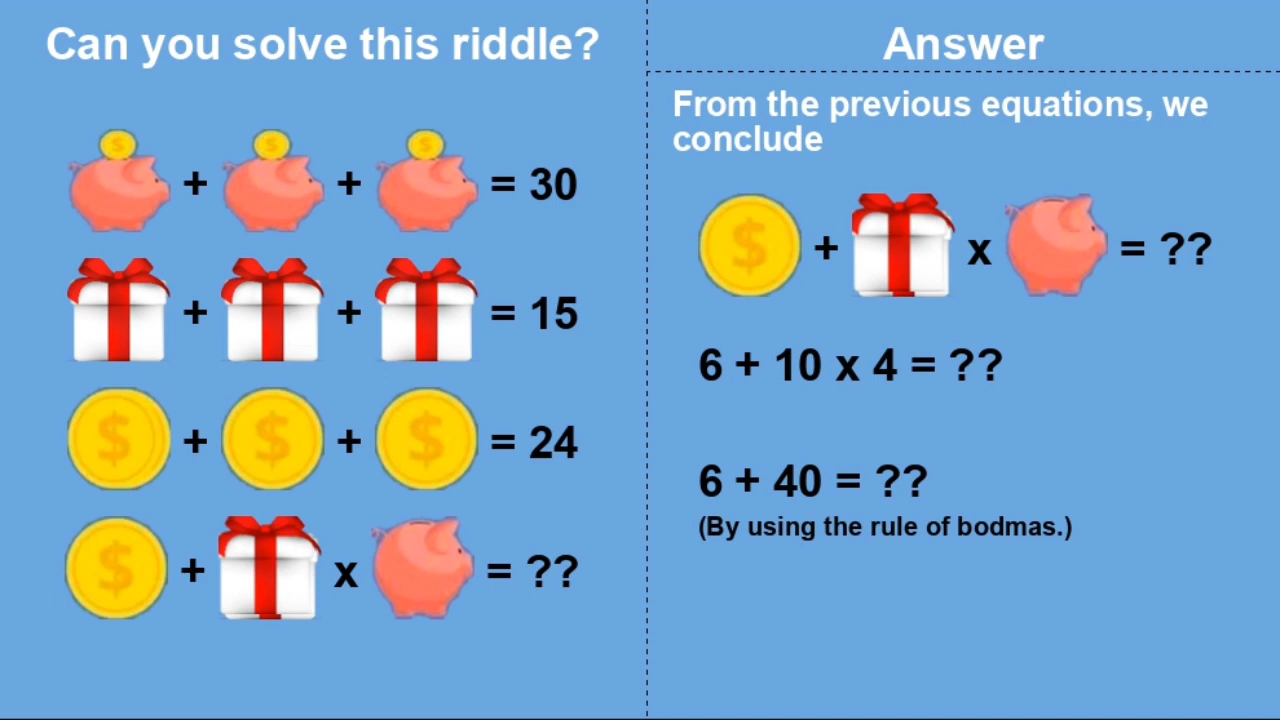 Can you solve this riddle?
+ + = 30
+ + = 15
$ + $ + $ = 24
$ + x = ??
Answer
From the previous equations, we
conclude
$ + x = ??
6 + 10 x 4 = ??
6 + 40 = ??
(By using the rule of bodmas.)